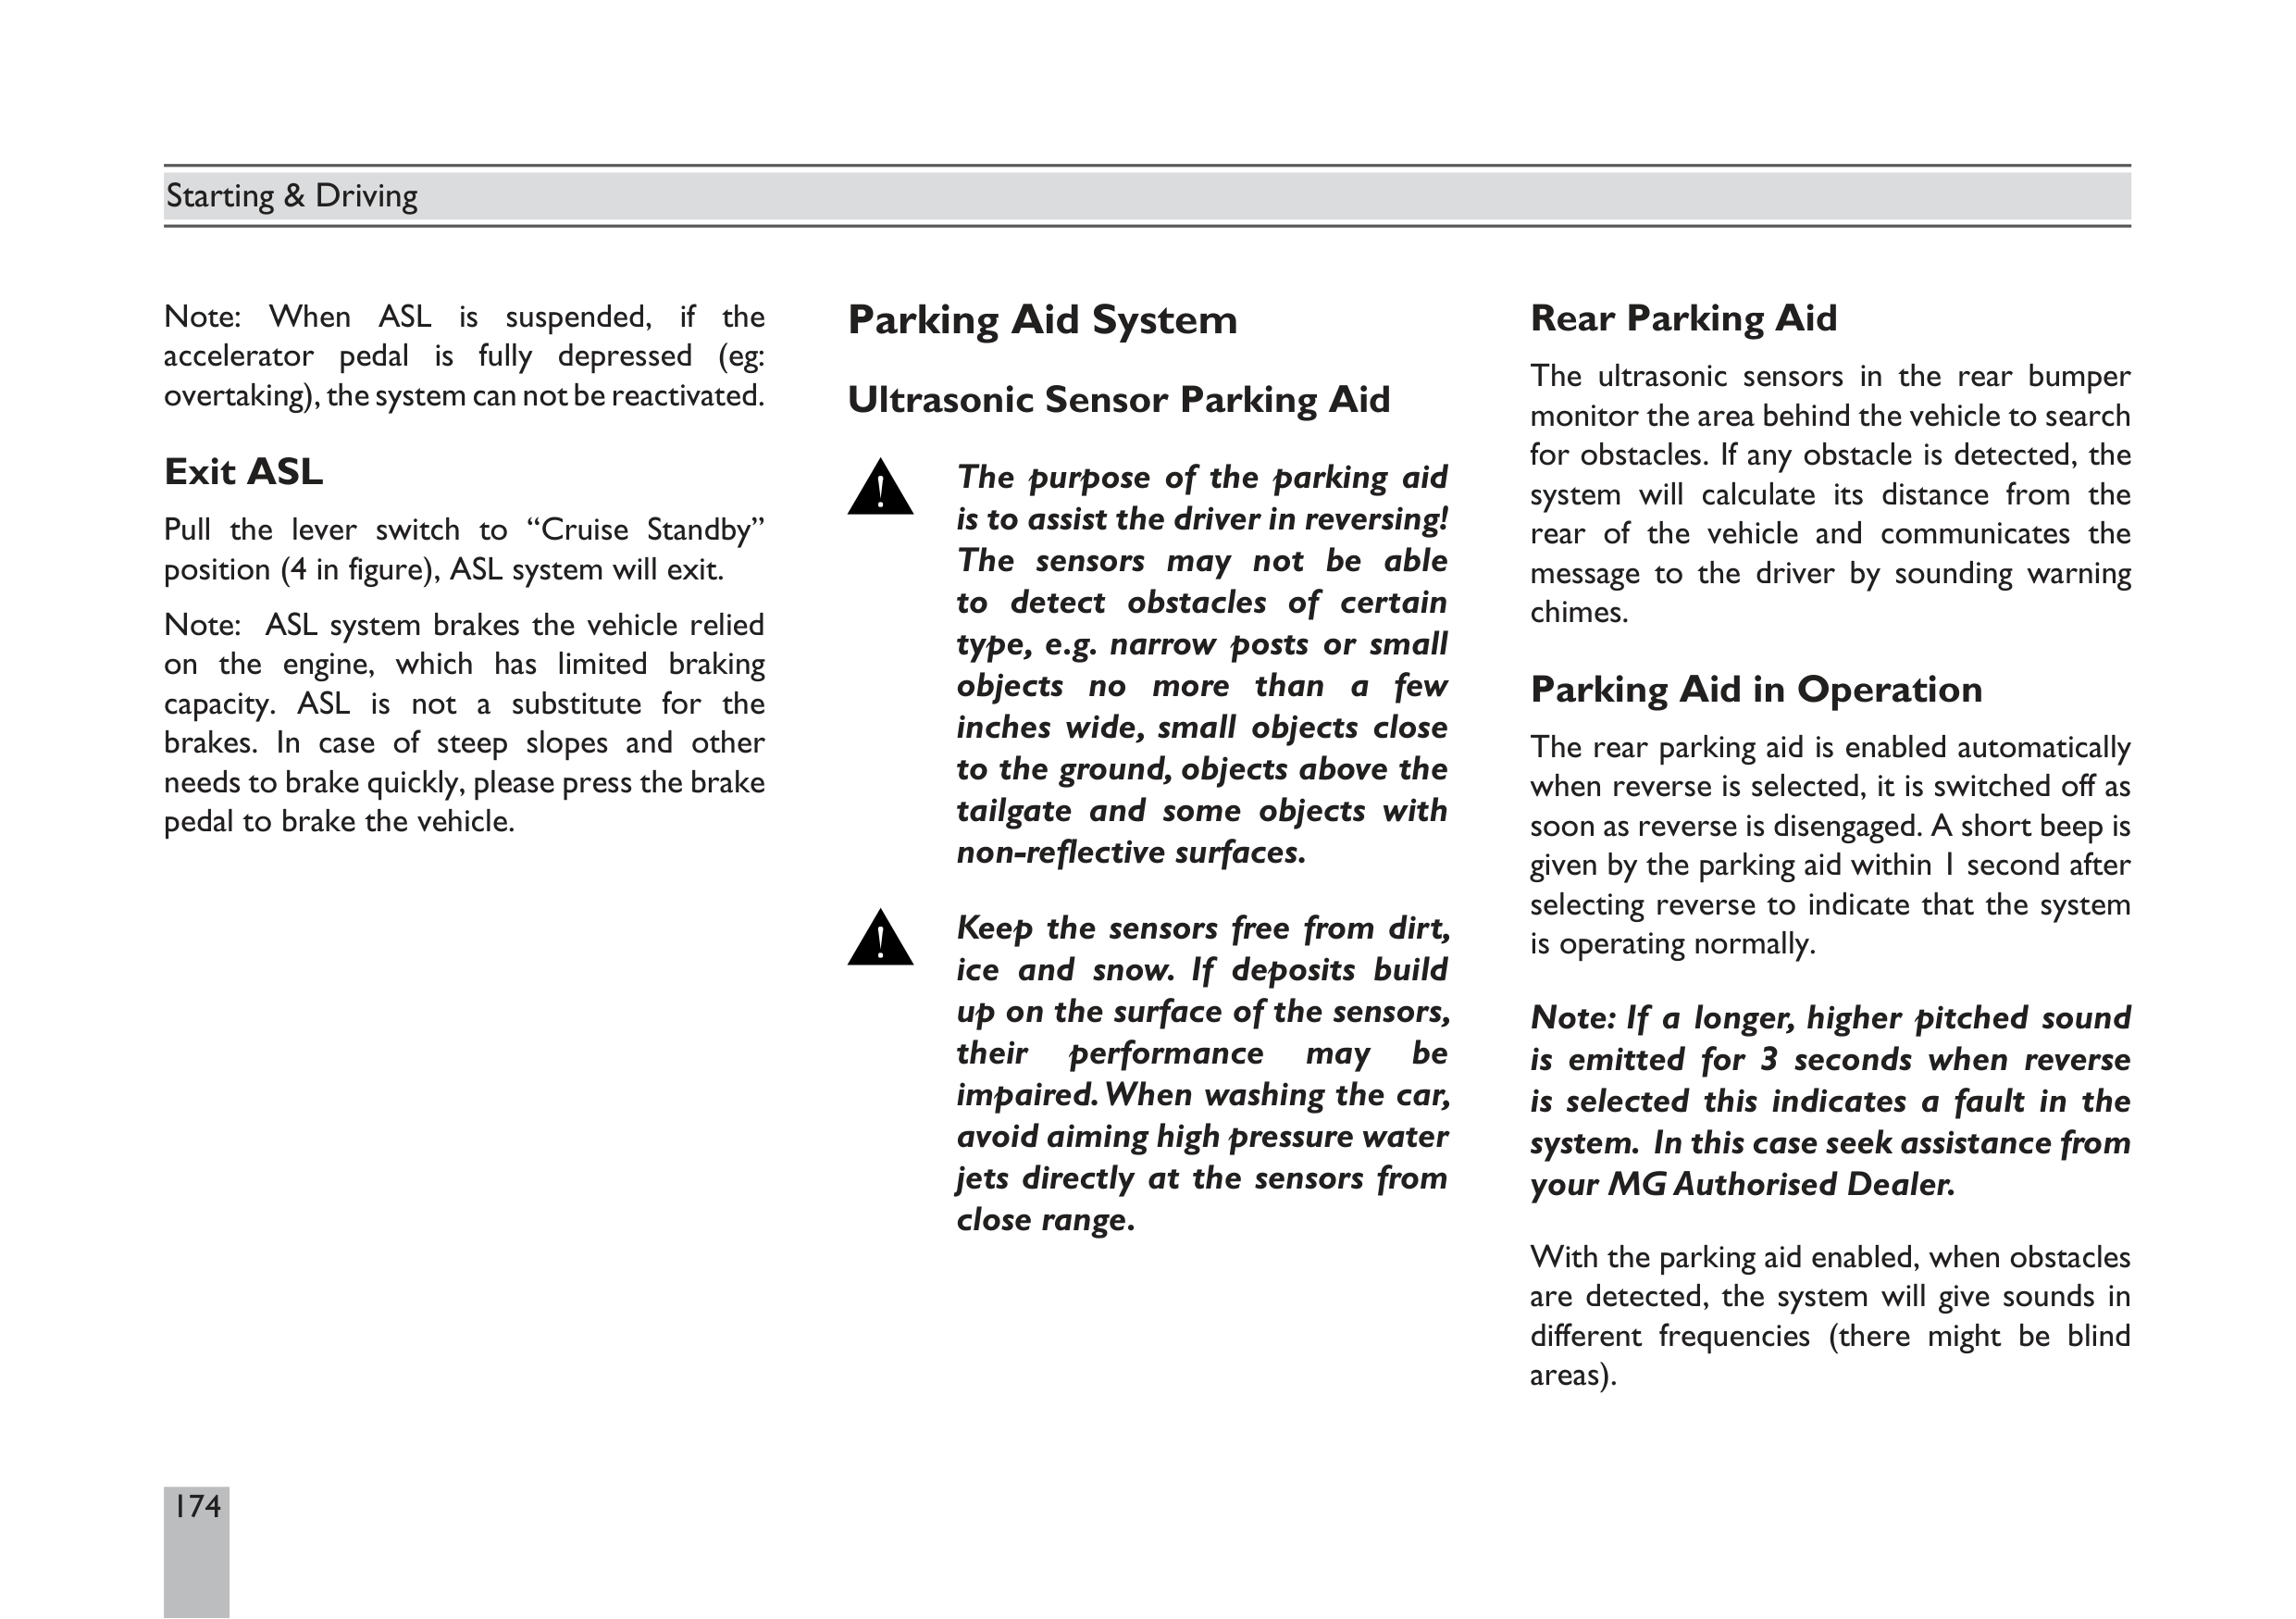 Starting & Driving
Note: When ASL is suspended, if the
accelerator pedal is fully depressed (eg:
overtaking), the system can not be reactivated.
Exit ASL
Pull the lever switch to “Cruise Standby”
position (4 in figure), ASL system will exit.
Note: ASL system brakes the vehicle relied
on the engine, which has limited braking
capacity. ASL is not a substitute for the
brakes. In case of steep slopes and other
needs to brake quickly, please press the brake
pedal to brake the vehicle.
Parking Aid System
Ultrasonic Sensor Parking Aid
The purpose of the parking aid
is to assist the driver in reversing!
The sensors may not be able
to detect obstacles of certain
type, e.g. narrow posts or small
objects no more than a few
inches wide, small objects close
to the ground, objects above the
tailgate and some objects with
non-reflective surfaces.
Keep the sensors free from dirt,
ice and snow. If deposits build
up on the surface of the sensors,
their performance may be
impaired. When washing the car,
avoid aiming high pressure water
jets directly at the sensors from
close range.
Rear Parking Aid
The ultrasonic sensors in the rear bumper
monitor the area behind the vehicle to search
for obstacles. If any obstacle is detected, the
system will calculate its distance from the
rear of the vehicle and communicates the
message to the driver by sounding warning
chimes.
Parking Aid in Operation
The rear parking aid is enabled automatically
when reverse is selected, it is switched off as
soon as reverse is disengaged. A short beep is
given by the parking aid within 1 second after
selecting reverse to indicate that the system
is operating normally.
Note: If a longer, higher pitched sound
is emitted for 3 seconds when reverse
is selected this indicates a fault in the
system. In this case seek assistance from
your MG Authorised Dealer.
With the parking aid enabled, when obstacles
are detected, the system will give sounds in
different frequencies (there might be blind
areas).
174